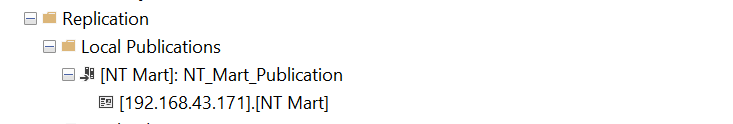 Replication
Local Publications
[NT Mart]: NT_Mart_Publication
[192.168.43.171].[NT Mart]